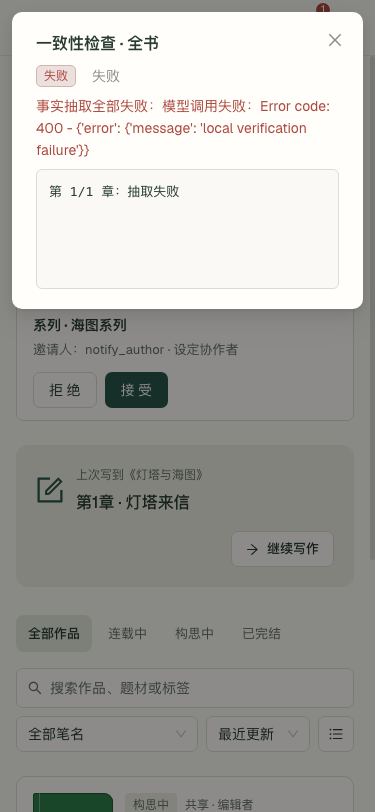 1
一致性检查 · 全书
失败 失败
事实抽取全部失败：模型调用失败：Error code:
400 - {'error': {'message': 'local verification
failure'}}
第 1/1 章：抽取失败
系列 · 海图系列
邀请人：notify_author · 设定协作者
拒 绝 接 受
上次写到《灯塔与海图》
第1章 · 灯塔来信
继续写作
全部作品 连载中 构思中 已完结
搜索作品、题材或标签
全部笔名 最近更新
构思中 共享 · 编辑者